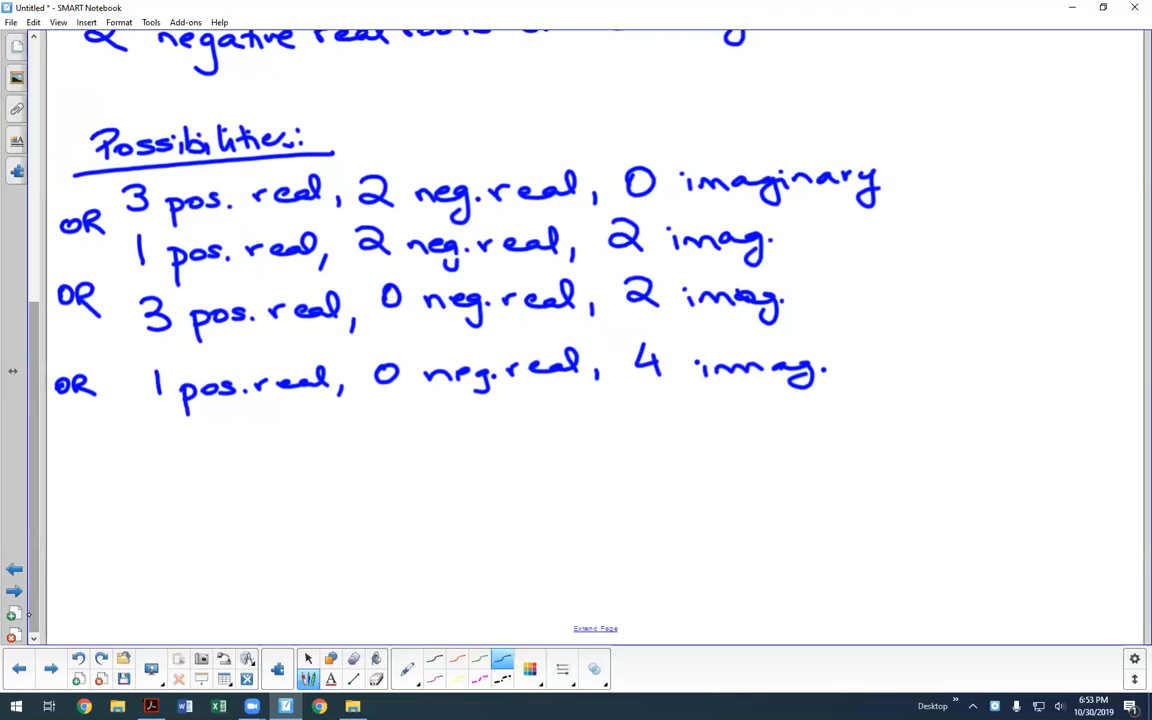 Untitled * - SMART Notebook
File Edit View Insert Format Tools Add-ons Help
2 negative real
Possibilities:
3 pos. real, 2 neg. real, 0 imaginary
OR
1 pos. real, 2 neg. real, 2 imag.
OR
3 pos. real, 0 neg. real, 2 imag.
OR 1 pos. real, 0 neg. real, 4 imag.
Extend Page
Desktop
6:53 PM
10/30/2019